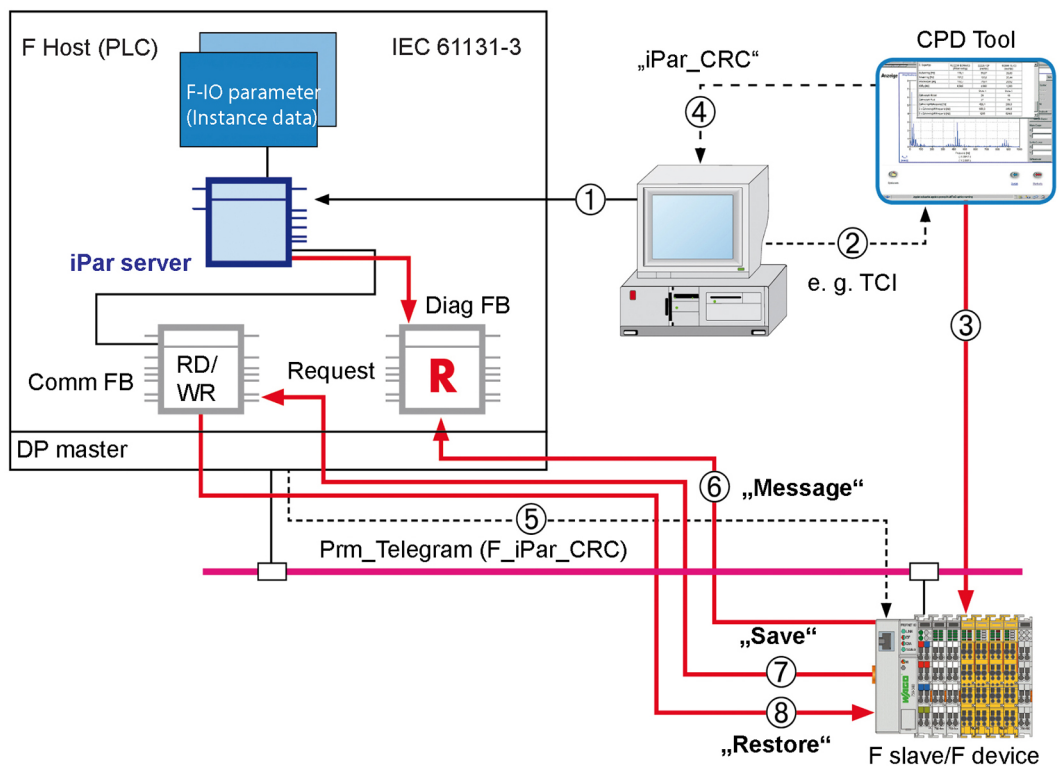 F Host (PLC)
IEC 61131-3
CPD Tool
F-IO parameter
(Instance data)
„iPar_CRC“
Anzeige
4
1
iPar server
2
e. g. TCI
Diag FB
3
Comm FB
RD/
WR
Request
R
DP master
6
„Message“
5
Prm_Telegram (F_iPar_CRC)
„Save“
7
WAGO
8
„Restore“
F slave/F device